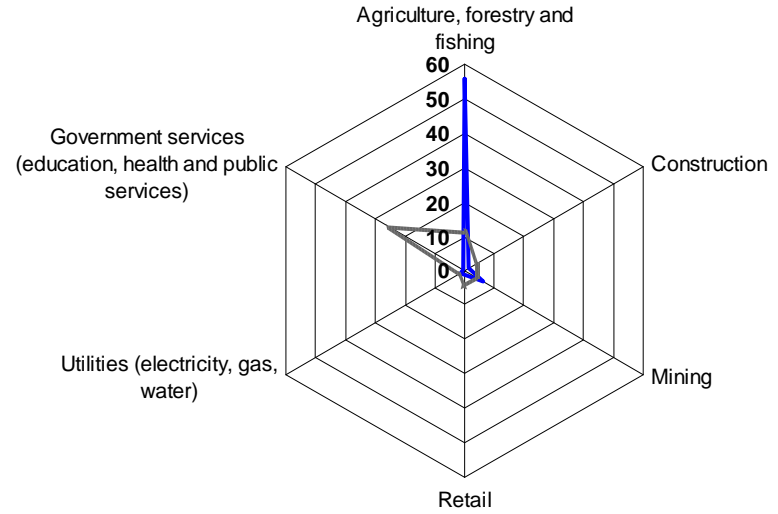 Agriculture, forestry and
fishing
60
50
40
30
20
10
0
Government services
(education, health and public
services)
Construction
Utilities (electricity, gas,
water)
Mining
Retail